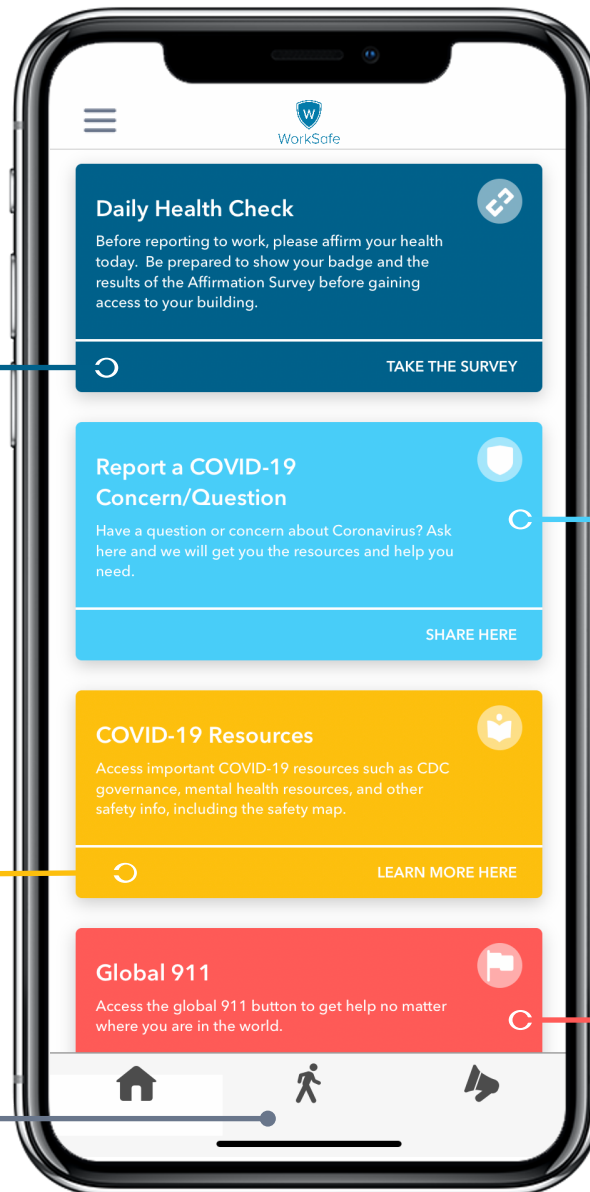 W
WorkSafe
Daily Health Check
Before reporting to work, please affirm your health
today. Be prepared to show your badge and the
results of the Affirmation Survey before gaining
access to your building.
TAKE THE SURVEY
Report a COVID-19
Concern/Question
Have a question or concern about Coronavirus? Ask
here and we will get you the resources and help you
need.
SHARE HERE
COVID-19 Resources
Access important COVID-19 resources such as CDC
governance, mental health resources, and other
safety info, including the safety map.
LEARN MORE HERE
Global 911
Access the global 911 button to get help no matter
where you are in the world.